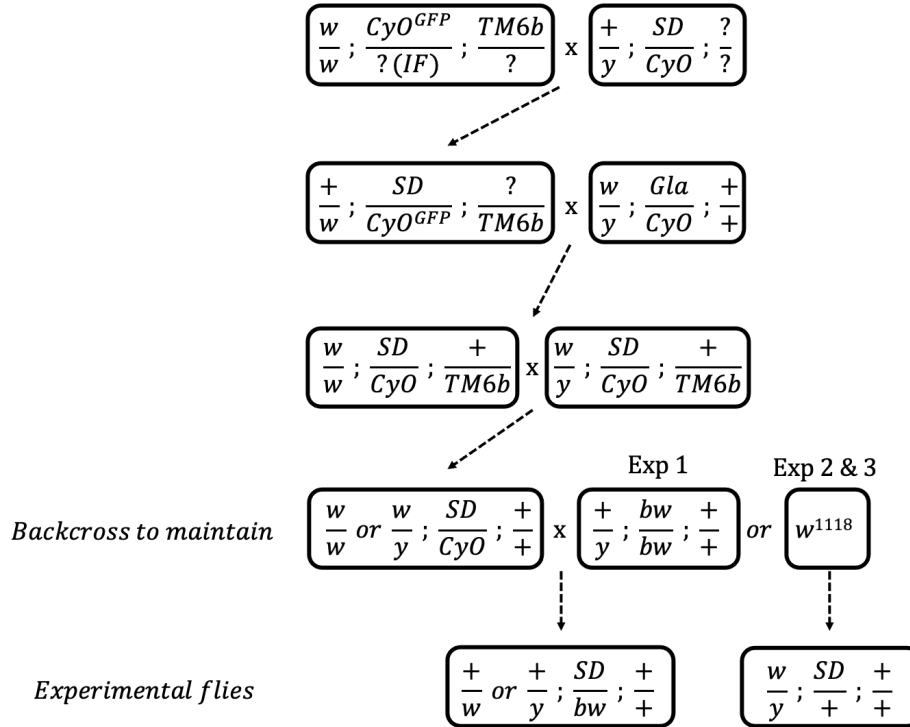 w/w ; CyO^GFP/? (IF) ; TM6b/? x +/y ; SD/CyO ; ?/?
+/w ; SD/CyO^GFP ; ?/TM6b x w/y ; Gla/CyO ; +/+
w/w ; SD/CyO ; +/TM6b x w/y ; SD/CyO ; +/TM6b
Exp 1 Exp 2 & 3
Backcross to maintain w/w or w/y ; SD/CyO ; +/+ x +/y ; bw/bw ; +/+ or w^1118
Experimental flies +/w or +/y ; SD/bw ; +/+ w/y ; SD/+ ; +/+